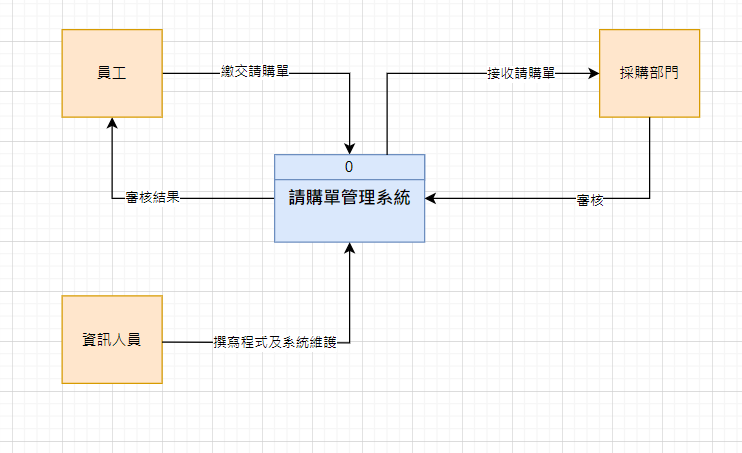 員工
繳交請購單
接收請購單
採購部門
0
請購單管理系統
審核結果
審核
資訊人員
撰寫程式及系統維護